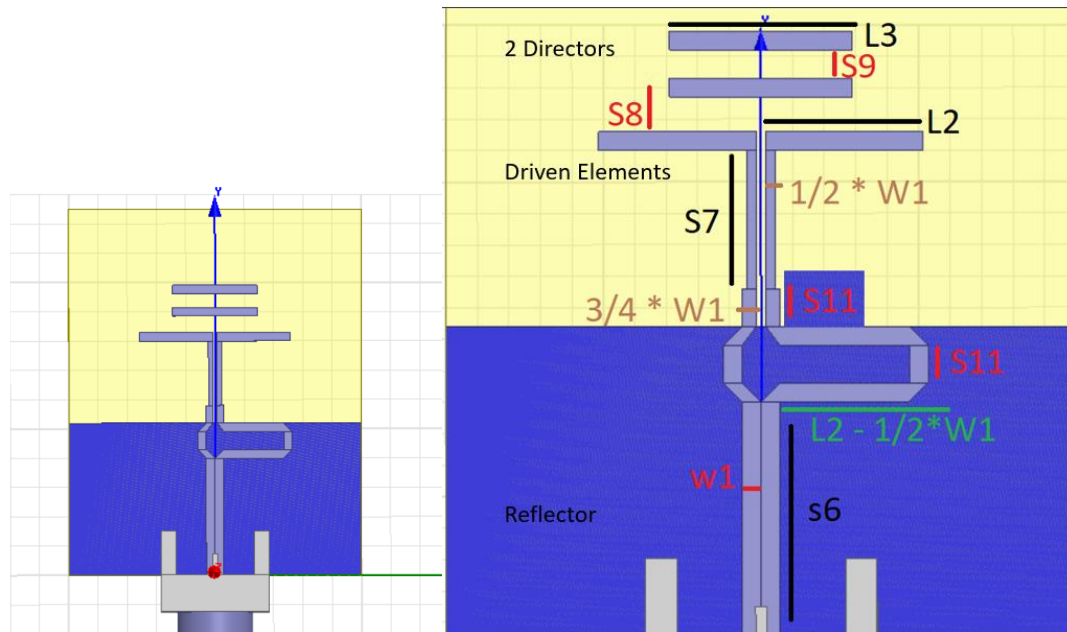 Y
Y
2 Directors
L3
S9
S8
L2
Driven Elements
1/2 * W1
S7
3/4 * W1
S11
S11
L2 - 1/2*W1
w1
s6
Reflector